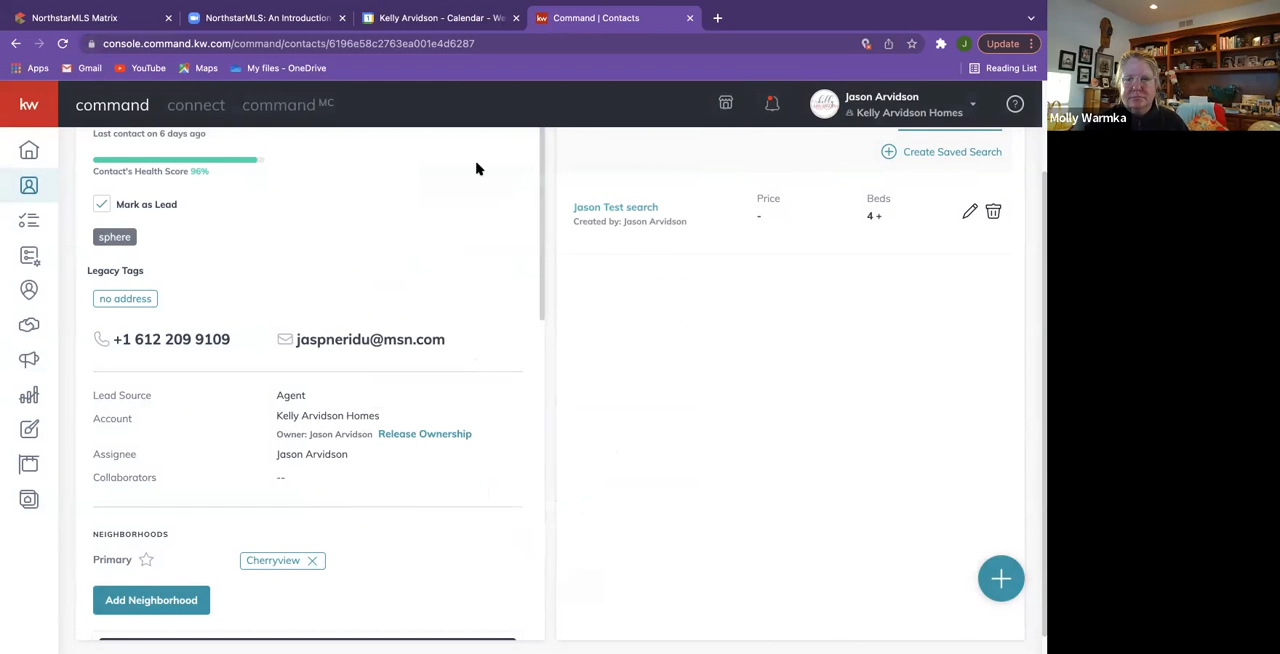 NorthstarMLS Matrix
NorthstarMLS: An Introduction
Kelly Arvidson - Calendar - We
kw Command | Contacts
console.command.kw.com/command/contacts/6196e58c2763ea001e4d6287
J
Update
Apps
Gmail
YouTube
Maps
My files - OneDrive
Reading List
kw
command
connect
command MC
Jason Arvidson
Kelly Arvidson Homes
?
Molly Warmka
Last contact on 6 days ago
Contact's Health Score 96%
Mark as Lead
sphere
Legacy Tags
no address
+1 612 209 9109
jaspneridu@msn.com
Lead Source
Agent
Account
Kelly Arvidson Homes
Owner: Jason Arvidson Release Ownership
Assignee
Jason Arvidson
Collaborators
--
NEIGHBORHOODS
Primary
Cherryview
Add Neighborhood
Create Saved Search
Jason Test search
Created by: Jason Arvidson
Price
-
Beds
4 +